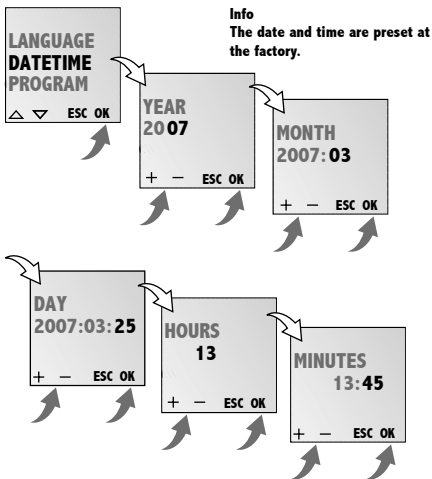 Info
The date and time are preset at
the factory.
LANGUAGE
DATETIME
PROGRAM
△ ▽ ESC OK
YEAR
2007
+ − ESC OK
MONTH
2007:03
+ − ESC OK
DAY
2007:03:25
+ − ESC OK
HOURS
13
+ − ESC OK
MINUTES
13:45
+ − ESC OK